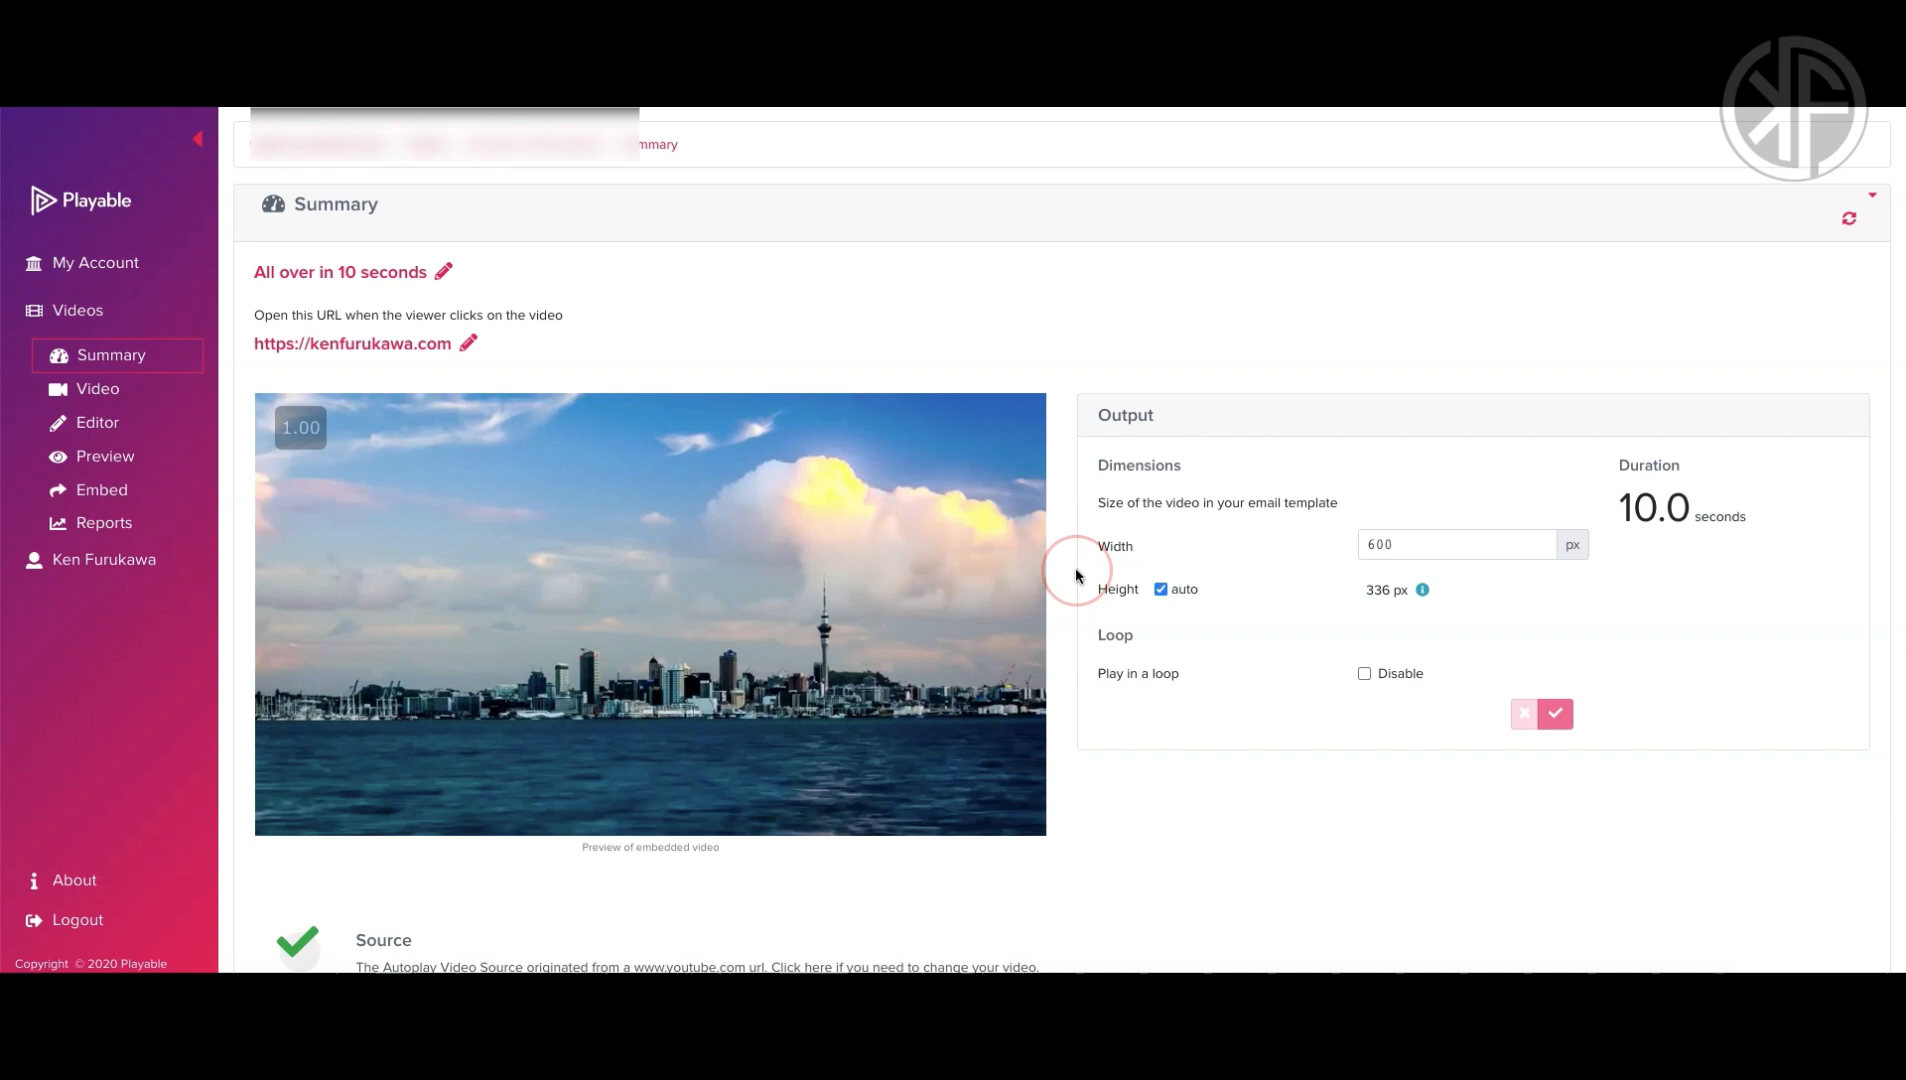 KF
mmary
Playable
Summary
My Account
All over in 10 seconds
Videos
Open this URL when the viewer clicks on the video
https://kenfurukawa.com
Summary
Video
Editor
Preview
Embed
Reports
Ken Furukawa
About
Logout
Copyright © 2020 Playable
1.00
Preview of embedded video
Output
Dimensions
Duration
Size of the video in your email template
10.0 seconds
Width 600 px
Height auto 336 px
Loop
Play in a loop Disable
Source
The Autoplay Video Source originated from a www.youtube.com url. Click here if you need to change your video.